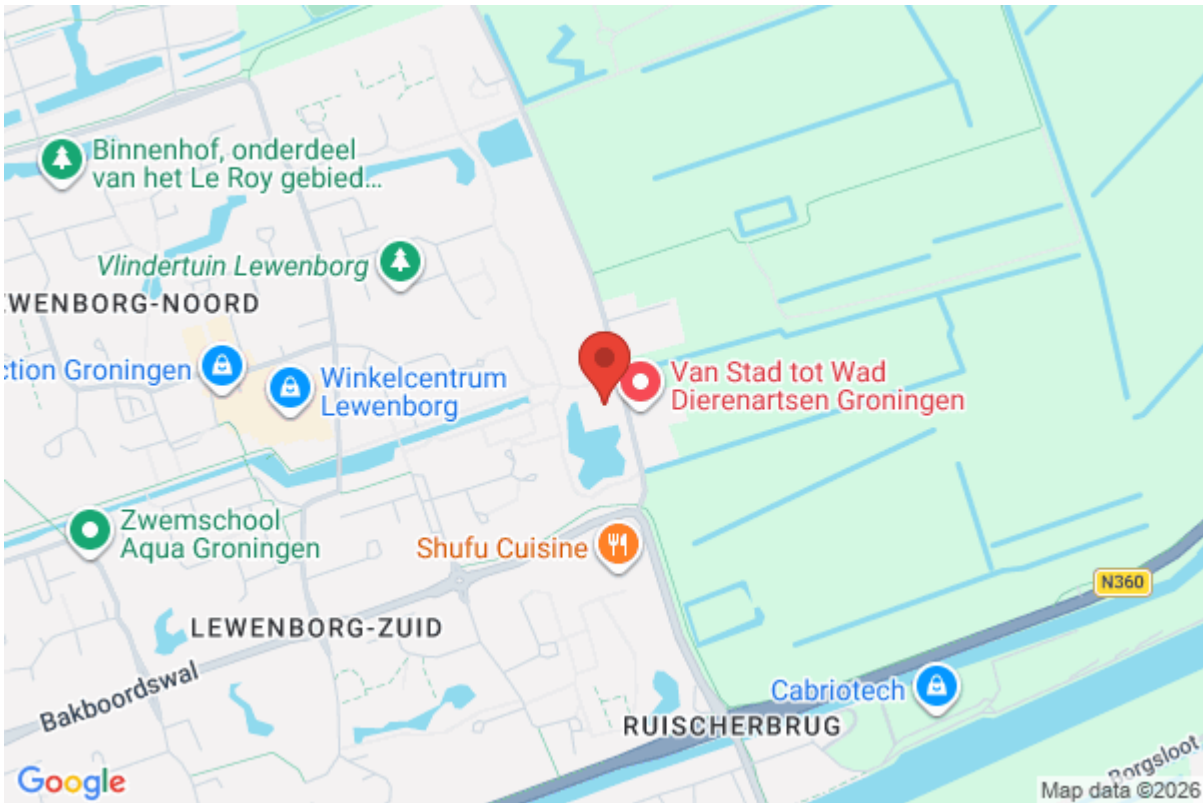 Binnenhof, onderdeel
van het Le Roy gebied...
Vlindertuin Lewenborg
EWENBORG-NOORD
ction Groningen
Winkelcentrum
Lewenborg
Van Stad tot Wad
Dierenartsen Groningen
Zwemschool
Aqua Groningen
Shufu Cuisine
N360
LEWENBORG-ZUID
Bakboordswal
Cabriotech
RUISCHERBRUG
Borgsloot
Google
Map data ©2026